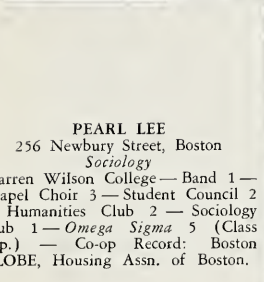 PEARL LEE
256 Newbury Street, Boston
Sociology
arren Wilson College — Band 1 —
apel Choir 3 — Student Council 2
Humanities Club 2 — Sociology
ub 1 — Omega Sigma 5 (Class
p.) — Co-op Record: Boston
LOBE, Housing Assn. of Boston.